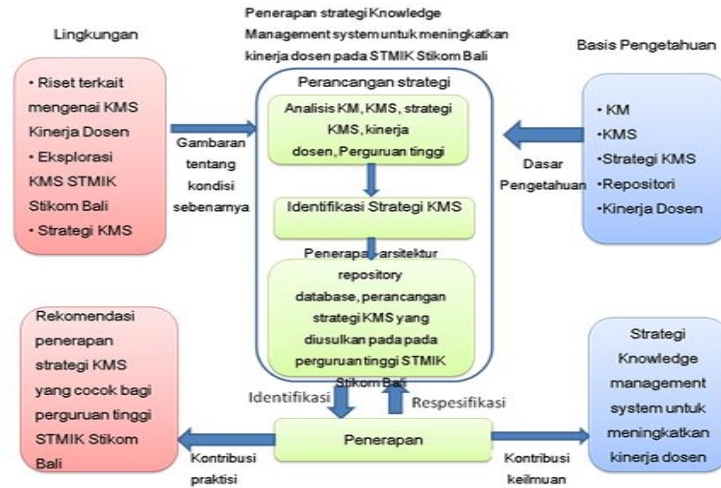 Penerapan strategi Knowledge
Management system untuk meningkatkan
kinerja dosen pada STMIK Stikom Bali
Lingkungan
• Riset terkait
mengenai KMS
Kinerja Dosen
• Eksplorasi
KMS STMIK
Stikom Bali
• Strategi KMS
Gambaran
tentang
kondisi
sebenarnya
Perancangan strategi
Analisis KM, KMS, strategi
KMS, kinerja
dosen, Perguruan tinggi
Identifikasi Strategi KMS
Penerapan arsitektur
repository
database, perancangan
strategi KMS yang
diusulkan pada pada
perguruan tinggi STMIK
Stikom Bali
Basis Pengetahuan
•KM
•KMS
•Strategi KMS
•Repositori
•Kinerja Dosen
Dasar
Pengetahuan
Identifikasi
Respesifikasi
Penerapan
Rekomendasi
penerapan
strategi KMS
yang cocok bagi
perguruan tinggi
STMIK Stikom
Bali
Kontribusi
praktisi
Kontribusi
keilmuan
Strategi
Knowledge
management
system untuk
meningkatkan
kinerja dosen